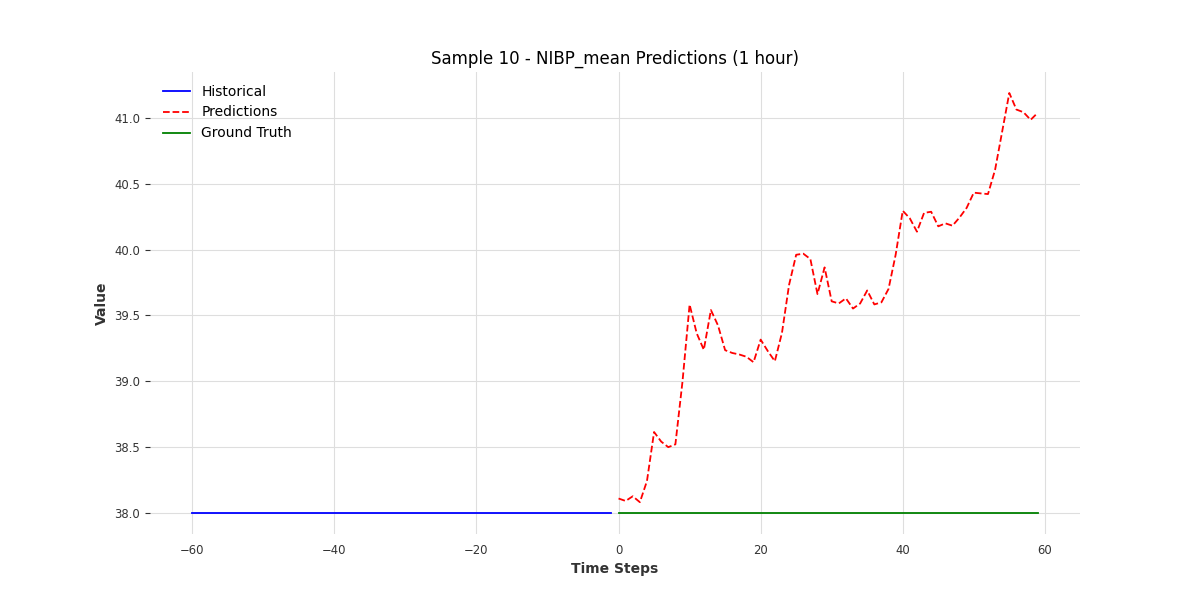 Sample 10 - NIBP_mean Predictions (1 hour)
Historical
Predictions
Ground Truth
41.0
40.5
40.0
39.5
39.0
38.5
38.0
Value
−60
−40
−20
0
20
40
60
Time Steps